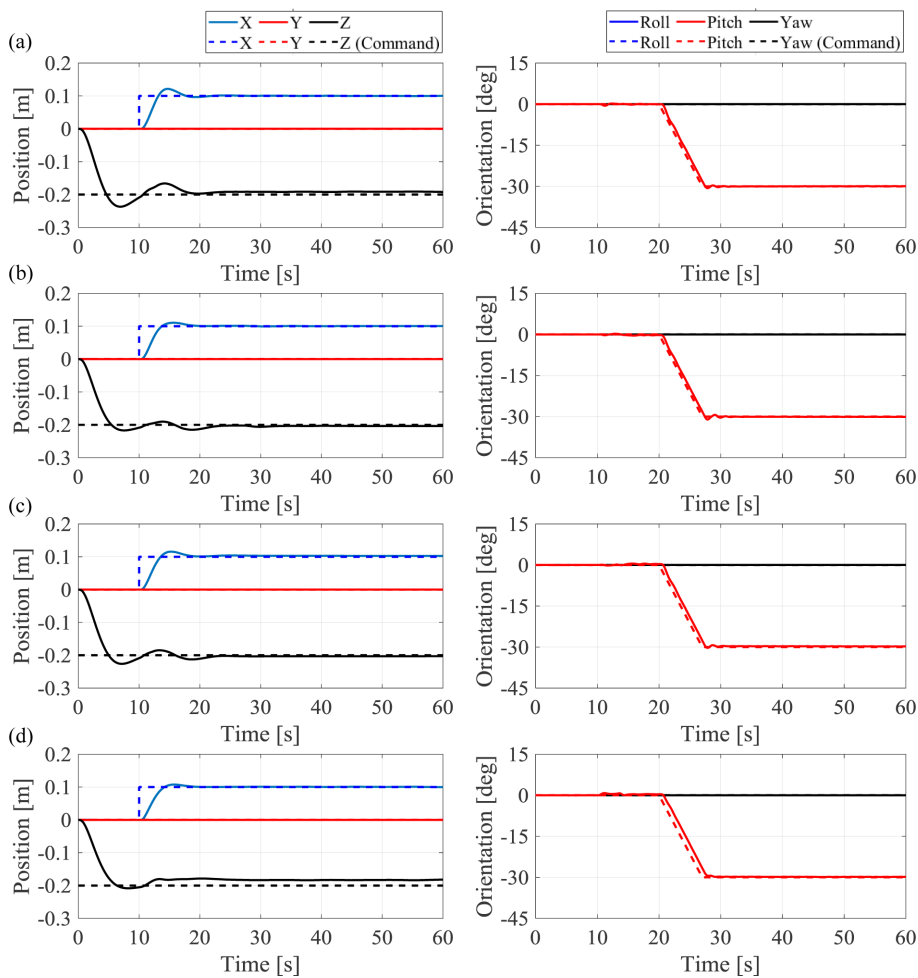 X Y Z
X Y Z (Command)
Roll Pitch Yaw
Roll Pitch Yaw (Command)
(a)
0.2
0.1
0
-0.1
-0.2
-0.3
Position [m]
0 10 20 30 40 50 60
Time [s]
15
0
-15
-30
-45
Orientation [deg]
0 10 20 30 40 50 60
Time [s]
(b)
0.2
0.1
0
-0.1
-0.2
-0.3
Position [m]
0 10 20 30 40 50 60
Time [s]
15
0
-15
-30
-45
Orientation [deg]
0 10 20 30 40 50 60
Time [s]
(c)
0.2
0.1
0
-0.1
-0.2
-0.3
Position [m]
0 10 20 30 40 50 60
Time [s]
15
0
-15
-30
-45
Orientation [deg]
0 10 20 30 40 50 60
Time [s]
(d)
0.2
0.1
0
-0.1
-0.2
-0.3
Position [m]
0 10 20 30 40 50 60
Time [s]
15
0
-15
-30
-45
Orientation [deg]
0 10 20 30 40 50 60
Time [s]